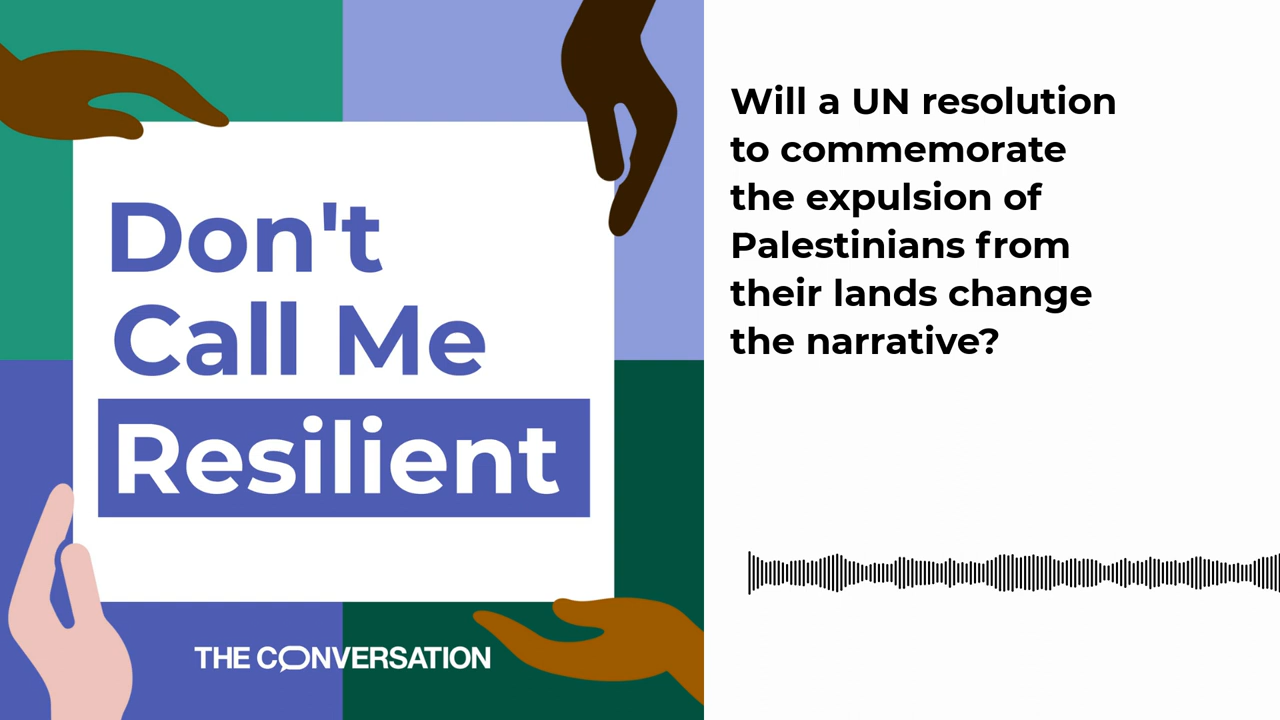 Don't
Call Me
Resilient
THE CONVERSATION
Will a UN resolution
to commemorate
the expulsion of
Palestinians from
their lands change
the narrative?